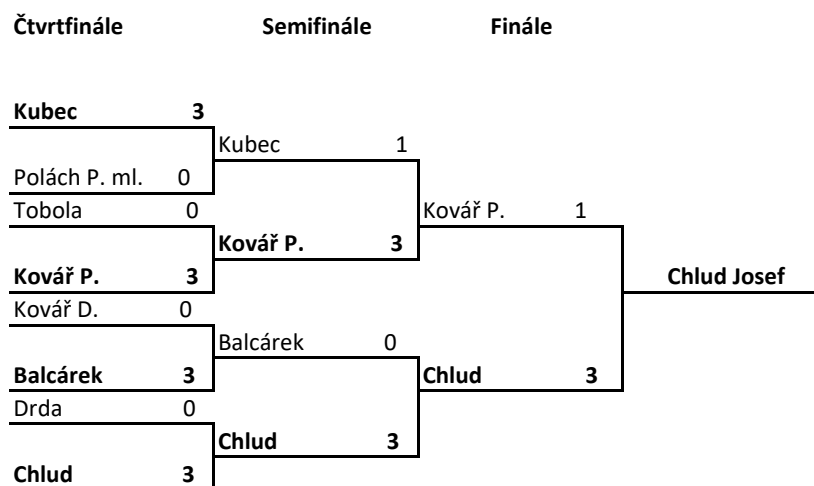 Čtvrtfinále Semifinále Finále
Kubec 3
Kubec 1
Polách P. ml. 0
Tobola 0
Kovář P. 1
Kovář P. 3
Kovář P. 3
Chlud Josef
Kovář D. 0
Balcárek 0
Balcárek 3
Chlud 3
Drda 0
Chlud 3
Chlud 3